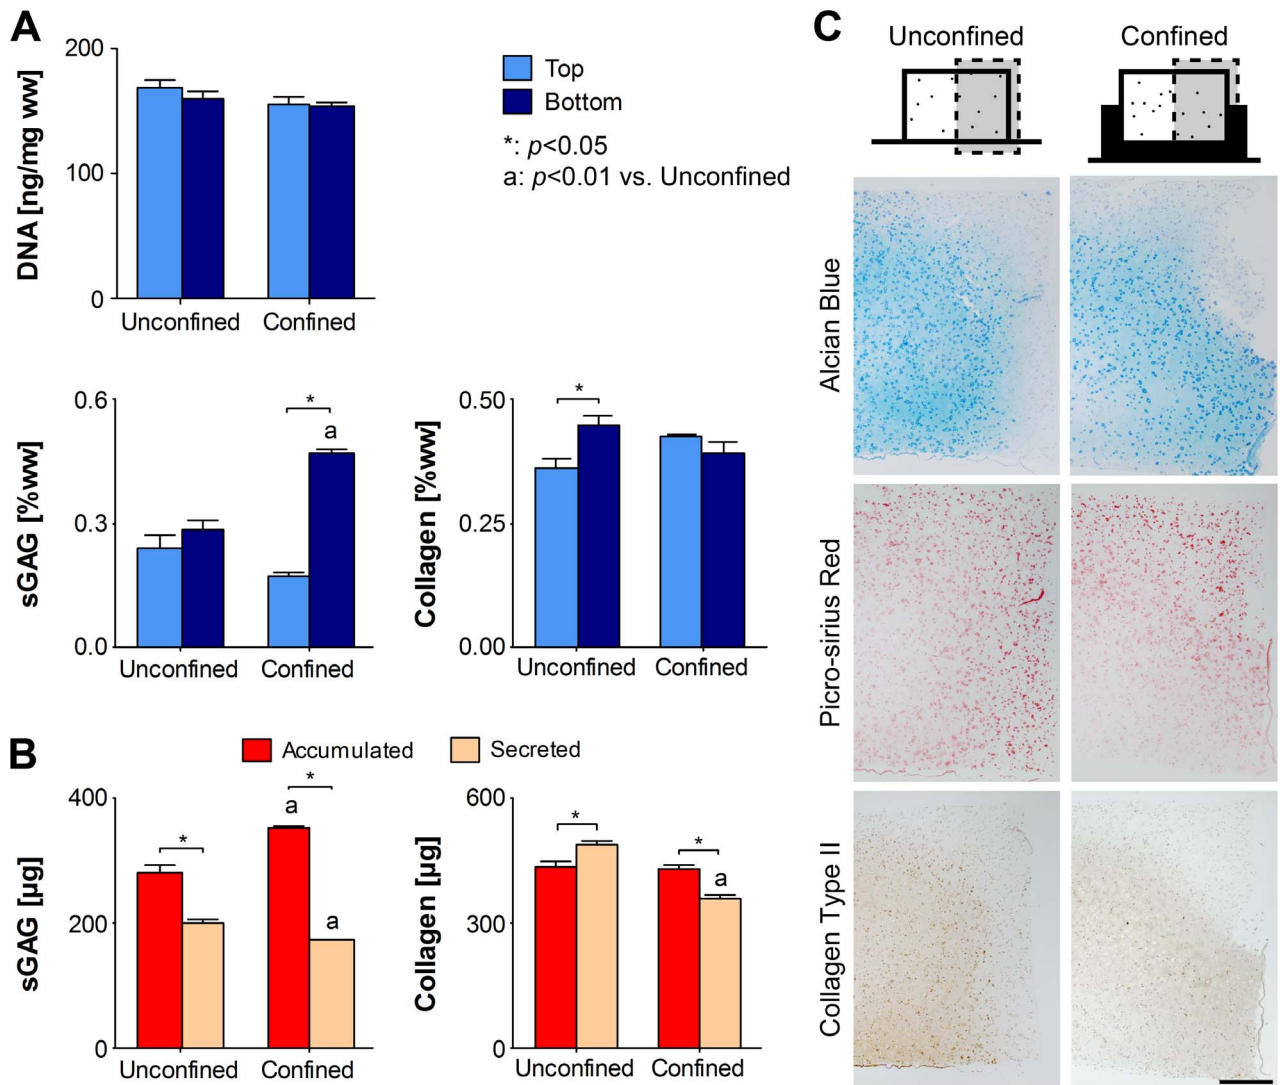 A
DNA [ng/mg ww]
200
100
0
Unconfined
Confined
Top
Bottom
*: p<0.05
a: p<0.01 vs. Unconfined
sGAG [%ww]
0.6
0.3
0.0
*
a
Unconfined
Confined
Collagen [%ww]
0.50
0.25
0.00
*
Unconfined
Confined
B
Accumulated
Secreted
sGAG [µg]
400
200
0
*
*
a
a
Unconfined
Confined
Collagen [µg]
600
300
0
*
*
a
Unconfined
Confined
C
Unconfined
Confined
Alcian Blue
Picro-sirius Red
Collagen Type II